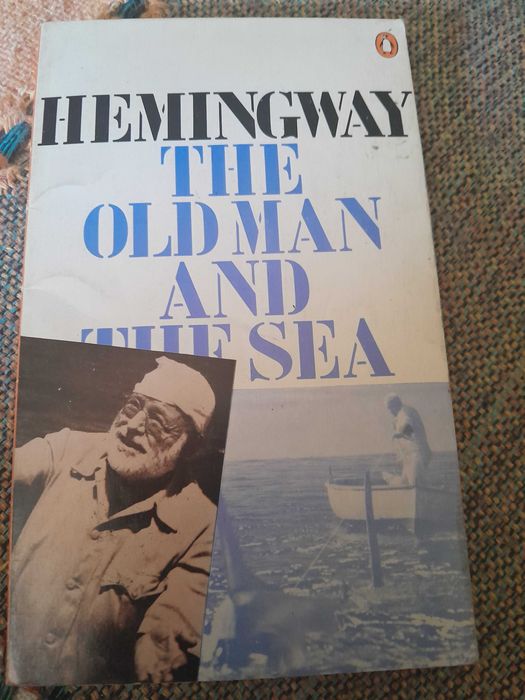 HEMINGWAY
THE
OLD MAN
AND
THE SEA